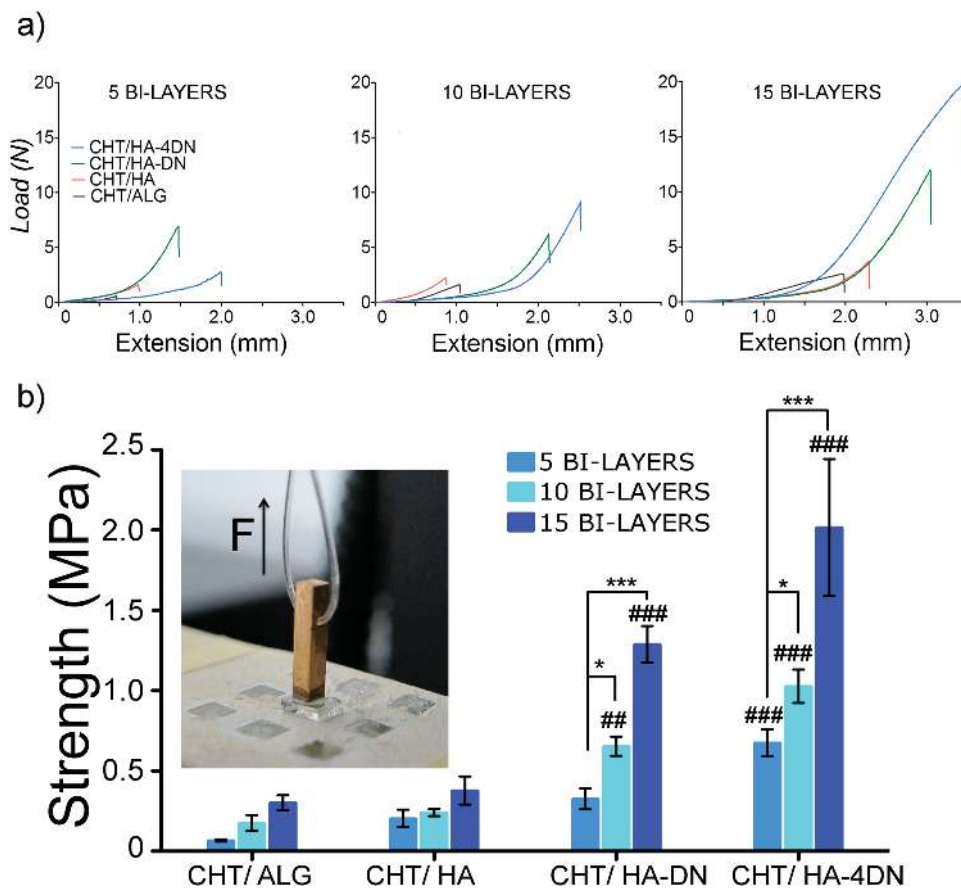 a)
5 BI-LAYERS
10 BI-LAYERS
15 BI-LAYERS
20
15
10
5
0
Load (N)
CHT/HA-4DN
CHT/HA-DN
CHT/HA
CHT/ALG
0 1.0 2.0 3.0
Extension (mm)
20
15
10
5
0
0 1.0 2.0 3.0
Extension (mm)
20
15
10
5
0
0 1.0 2.0 3.0
Extension (mm)
b)
Strength (MPa)
2.5
2.0
1.5
1.0
0.5
0
F
5 BI-LAYERS
10 BI-LAYERS
15 BI-LAYERS
***
###
*
##
***
###
*
###
###
CHT/ ALG
CHT/ HA
CHT/ HA-DN
CHT/ HA-4DN